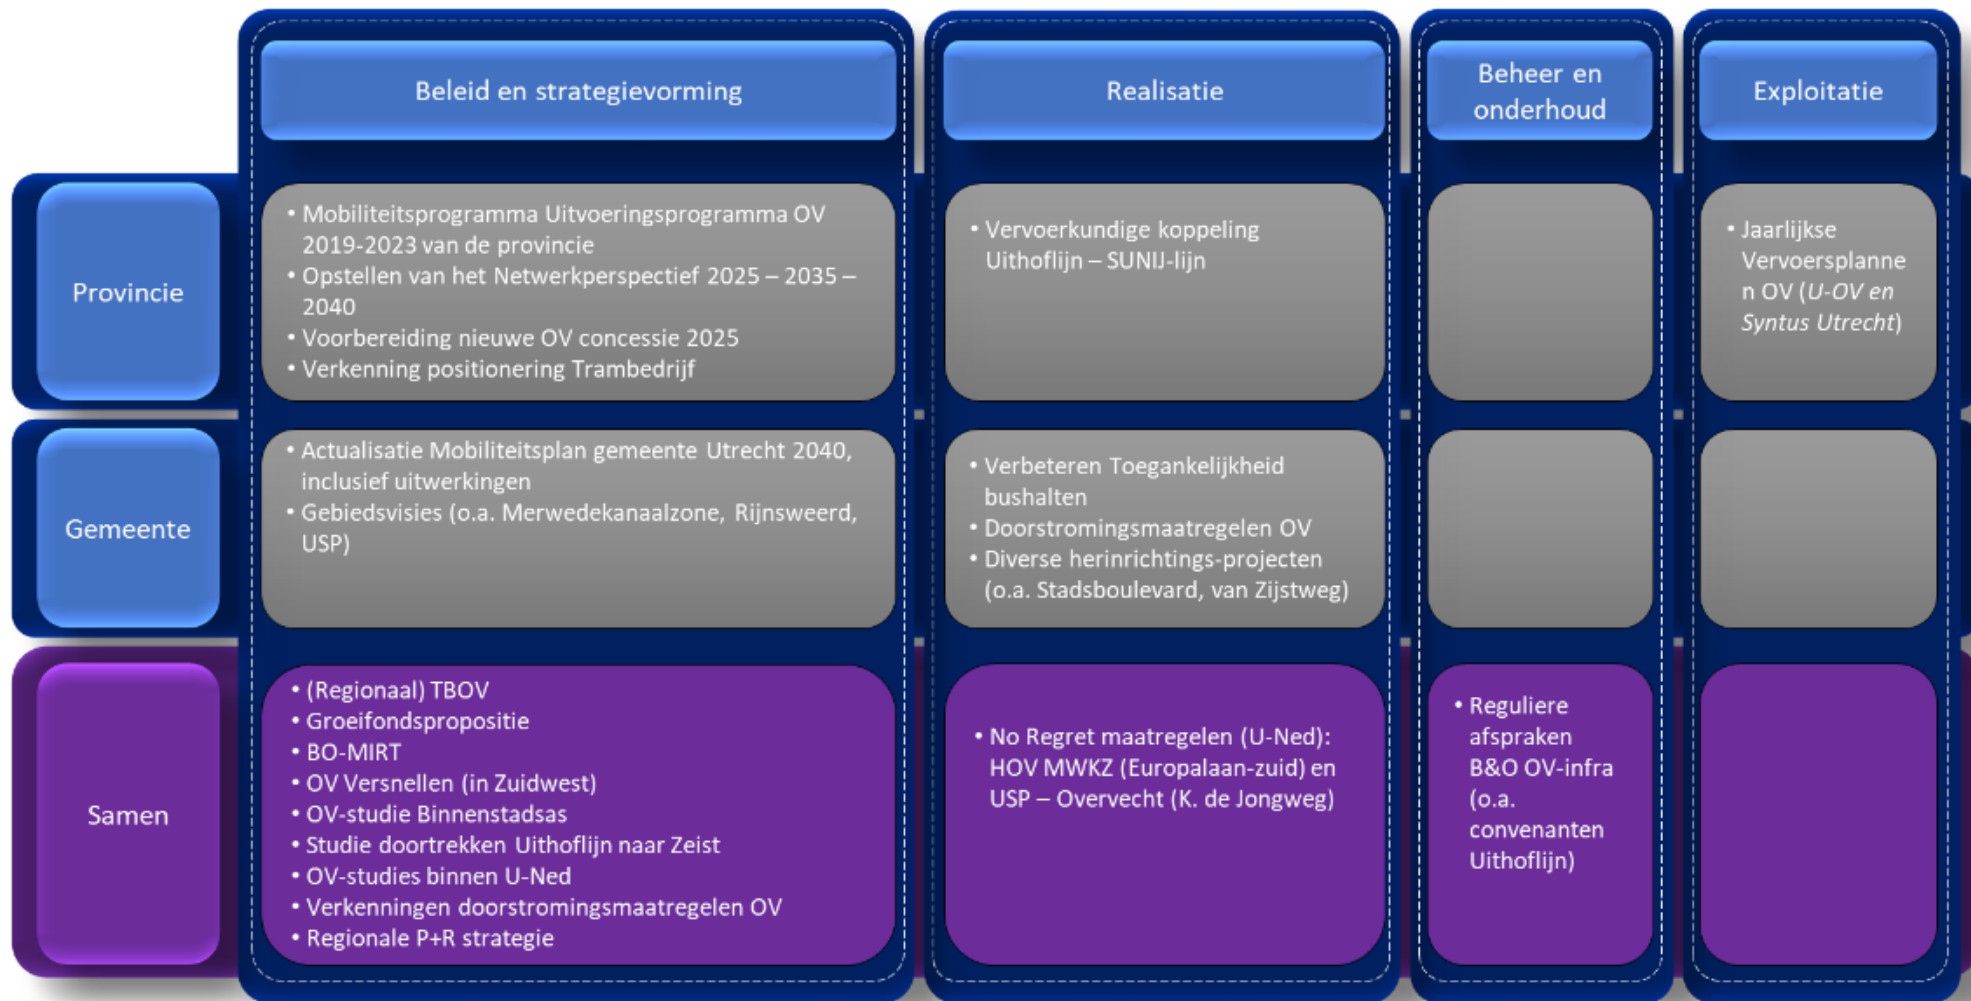 Beleid en strategievorming
Realisatie
Beheer en
onderhoud
Exploitatie
Provincie
• Mobiliteitsprogramma Uitvoeringsprogramma OV
2019-2023 van de provincie
• Opstellen van het Netwerkperspectief 2025 – 2035 –
2040
• Voorbereiding nieuwe OV concessie 2025
• Verkenning positionering Trambedrijf
• Vervoerkundige koppeling
Uithoflijn – SUNIJ-lijn
• Jaarlijkse
Vervoersplanne
n OV (U-OV en
Syntus Utrecht)
Gemeente
• Actualisatie Mobiliteitsplan gemeente Utrecht 2040,
inclusief uitwerkingen
• Gebiedsvisies (o.a. Merwedekanaalzone, Rijnsweerd,
USP)
• Verbeteren Toegankelijkheid
bushalten
• Doorstromingsmaatregelen OV
• Diverse herinrichtings-projecten
(o.a. Stadsboulevard, van Zijstweg)
Samen
• (Regionaal) TBOV
• Groeifondspropositie
• BO-MIRT
• OV Versnellen (in Zuidwest)
• OV-studie Binnenstadsas
• Studie doortrekken Uithoflijn naar Zeist
• OV-studies binnen U-Ned
• Verkenningen doorstromingsmaatregelen OV
• Regionale P+R strategie
• No Regret maatregelen (U-Ned):
HOV MWKZ (Europalaan-zuid) en
USP – Overvecht (K. de Jongweg)
• Reguliere
afspraken
B&O OV-infra
(o.a.
convenanten
Uithoflijn)